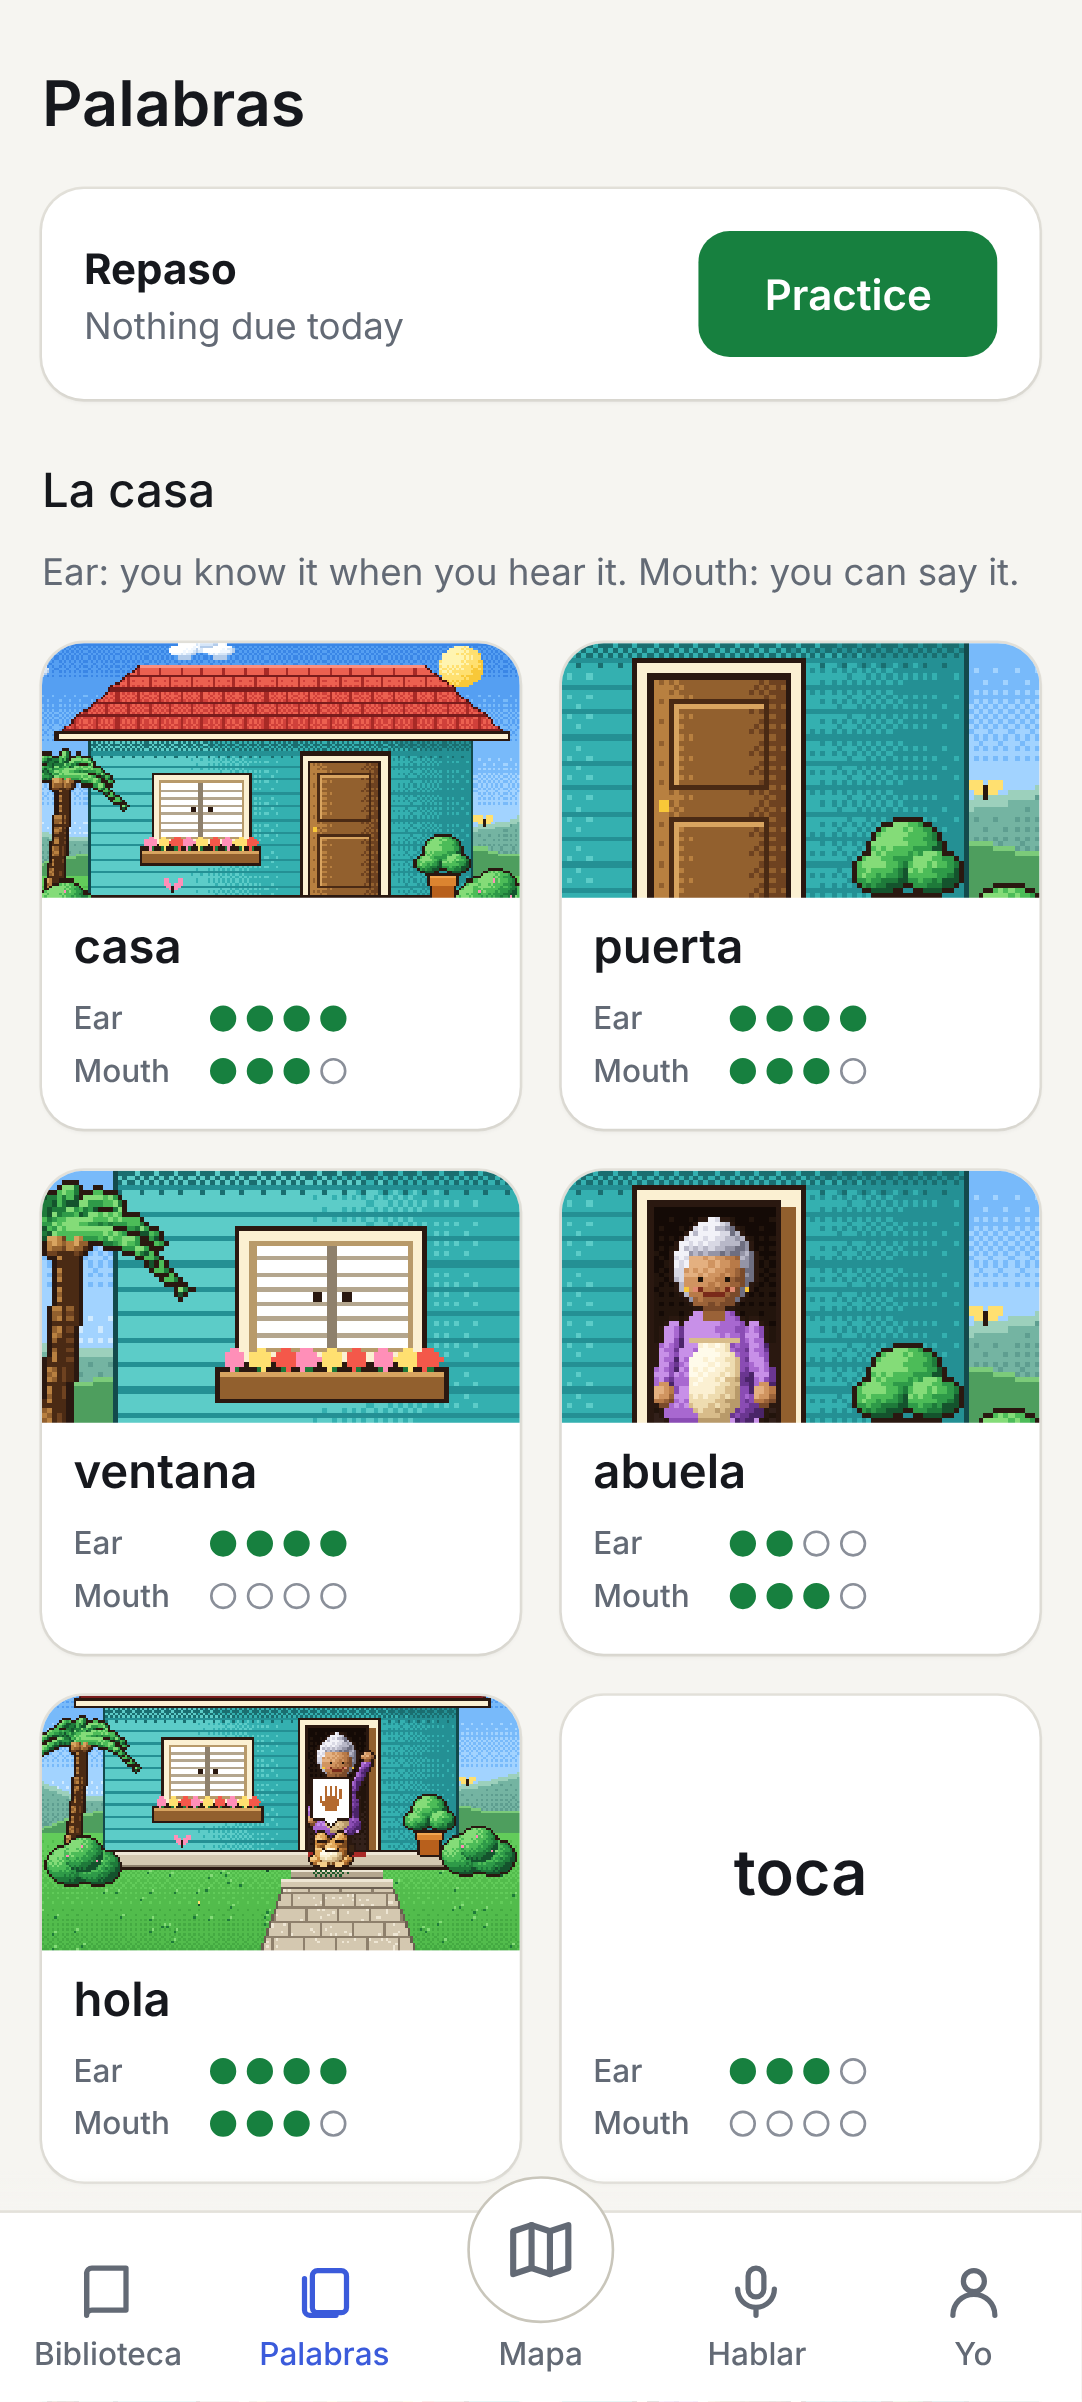 Palabras
Repaso
Nothing due today
Practice
La casa
Ear: you know it when you hear it. Mouth: you can say it.
casa
Ear
Mouth
puerta
Ear
Mouth
ventana
Ear
Mouth
abuela
Ear
Mouth
hola
Ear
Mouth
toca
Ear
Mouth
Biblioteca
Palabras
Mapa
Hablar
Yo